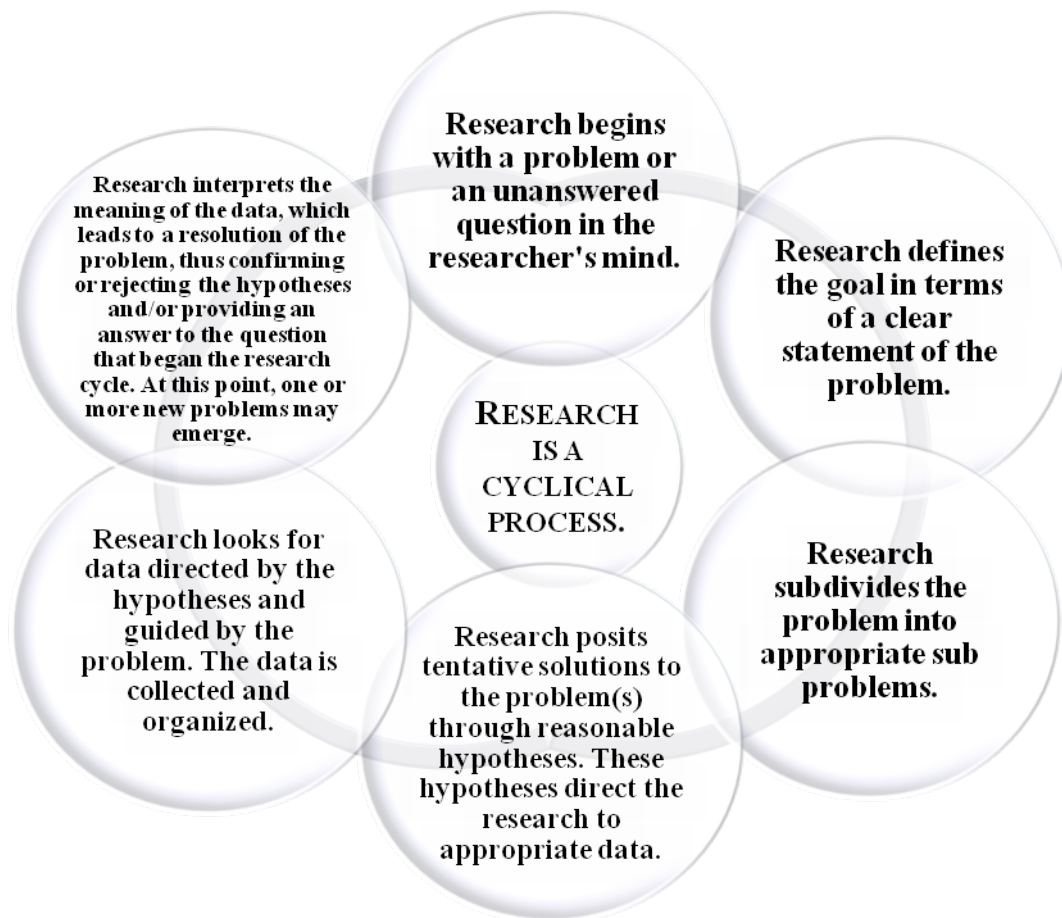 Research begins
with a problem or
an unanswered
question in the
researcher's mind.
Research defines
the goal in terms
of a clear
statement of the
problem.
Research
subdivides the
problem into
appropriate sub
problems.
Research posits
tentative solutions to
the problem(s)
through reasonable
hypotheses. These
hypotheses direct the
research to
appropriate data.
Research looks for
data directed by the
hypotheses and
guided by the
problem. The data is
collected and
organized.
Research interprets the
meaning of the data, which
leads to a resolution of the
problem, thus confirming
or rejecting the hypotheses
and/or providing an
answer to the question
that began the research
cycle. At this point, one or
more new problems may
emerge.
RESEARCH
IS A
CYCLICAL
PROCESS.